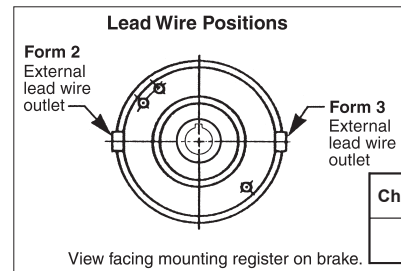 Lead Wire Positions
Form 2
External
lead wire
outlet
Form 3
External
lead wire
outlet
Ch
View facing mounting register on brake.